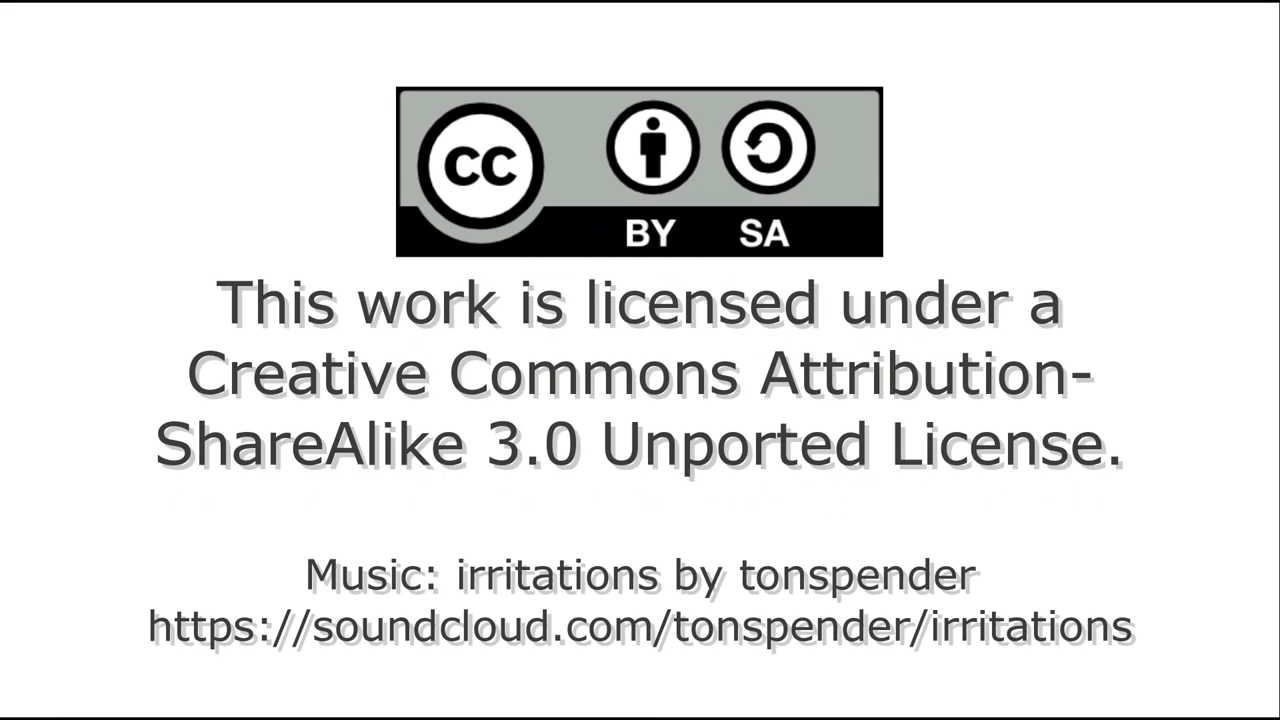 CC
BY SA
This work is licensed under a
Creative Commons Attribution-
ShareAlike 3.0 Unported License.
Music: irritations by tonspender
https://soundcloud.com/tonspender/irritations